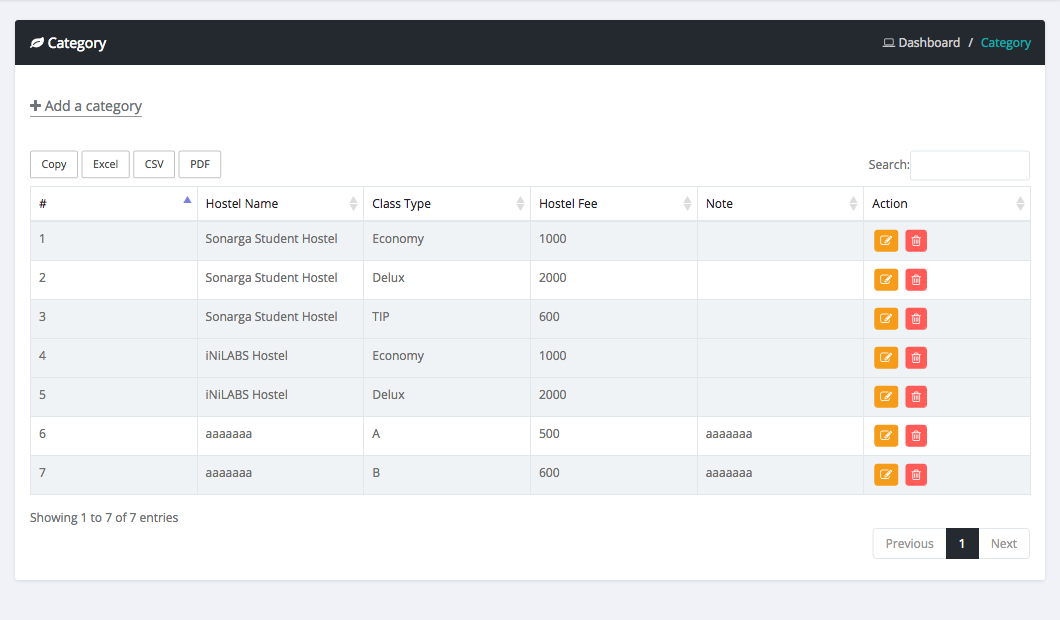 Category Dashboard / Category
Add a category
Copy Excel CSV PDF Search:
# Hostel Name Class Type Hostel Fee Note Action
1 Sonarga Student Hostel Economy 1000
2 Sonarga Student Hostel Delux 2000
3 Sonarga Student Hostel TIP 600
4 iNiLABS Hostel Economy 1000
5 iNiLABS Hostel Delux 2000
6 aaaaaaa A 500 aaaaaaa
7 aaaaaaa B 600 aaaaaaa
Showing 1 to 7 of 7 entries
Previous 1 Next